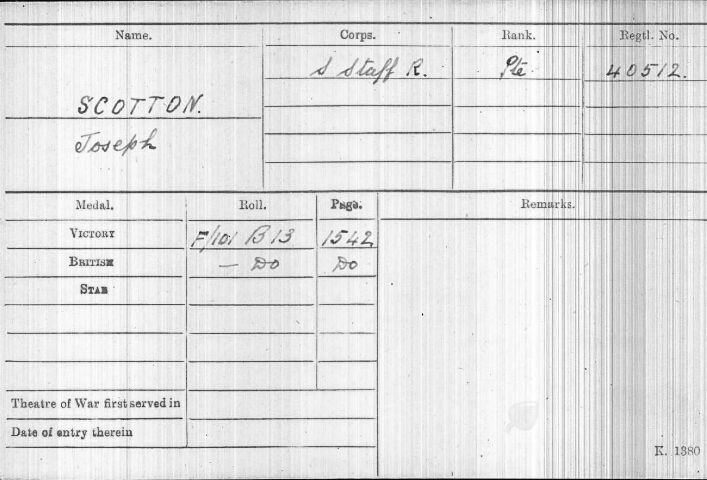 Name. Corps. Rank. Regtl. No.
S Staff R. Pte 40512.
SCOTTON.
Joseph
Medal. Roll. Page. Remarks.
VICTORY F/101 B13 1542
BRITISH — Do Do
STAR
Theatre of War first served in
Date of entry therein
K. 1380